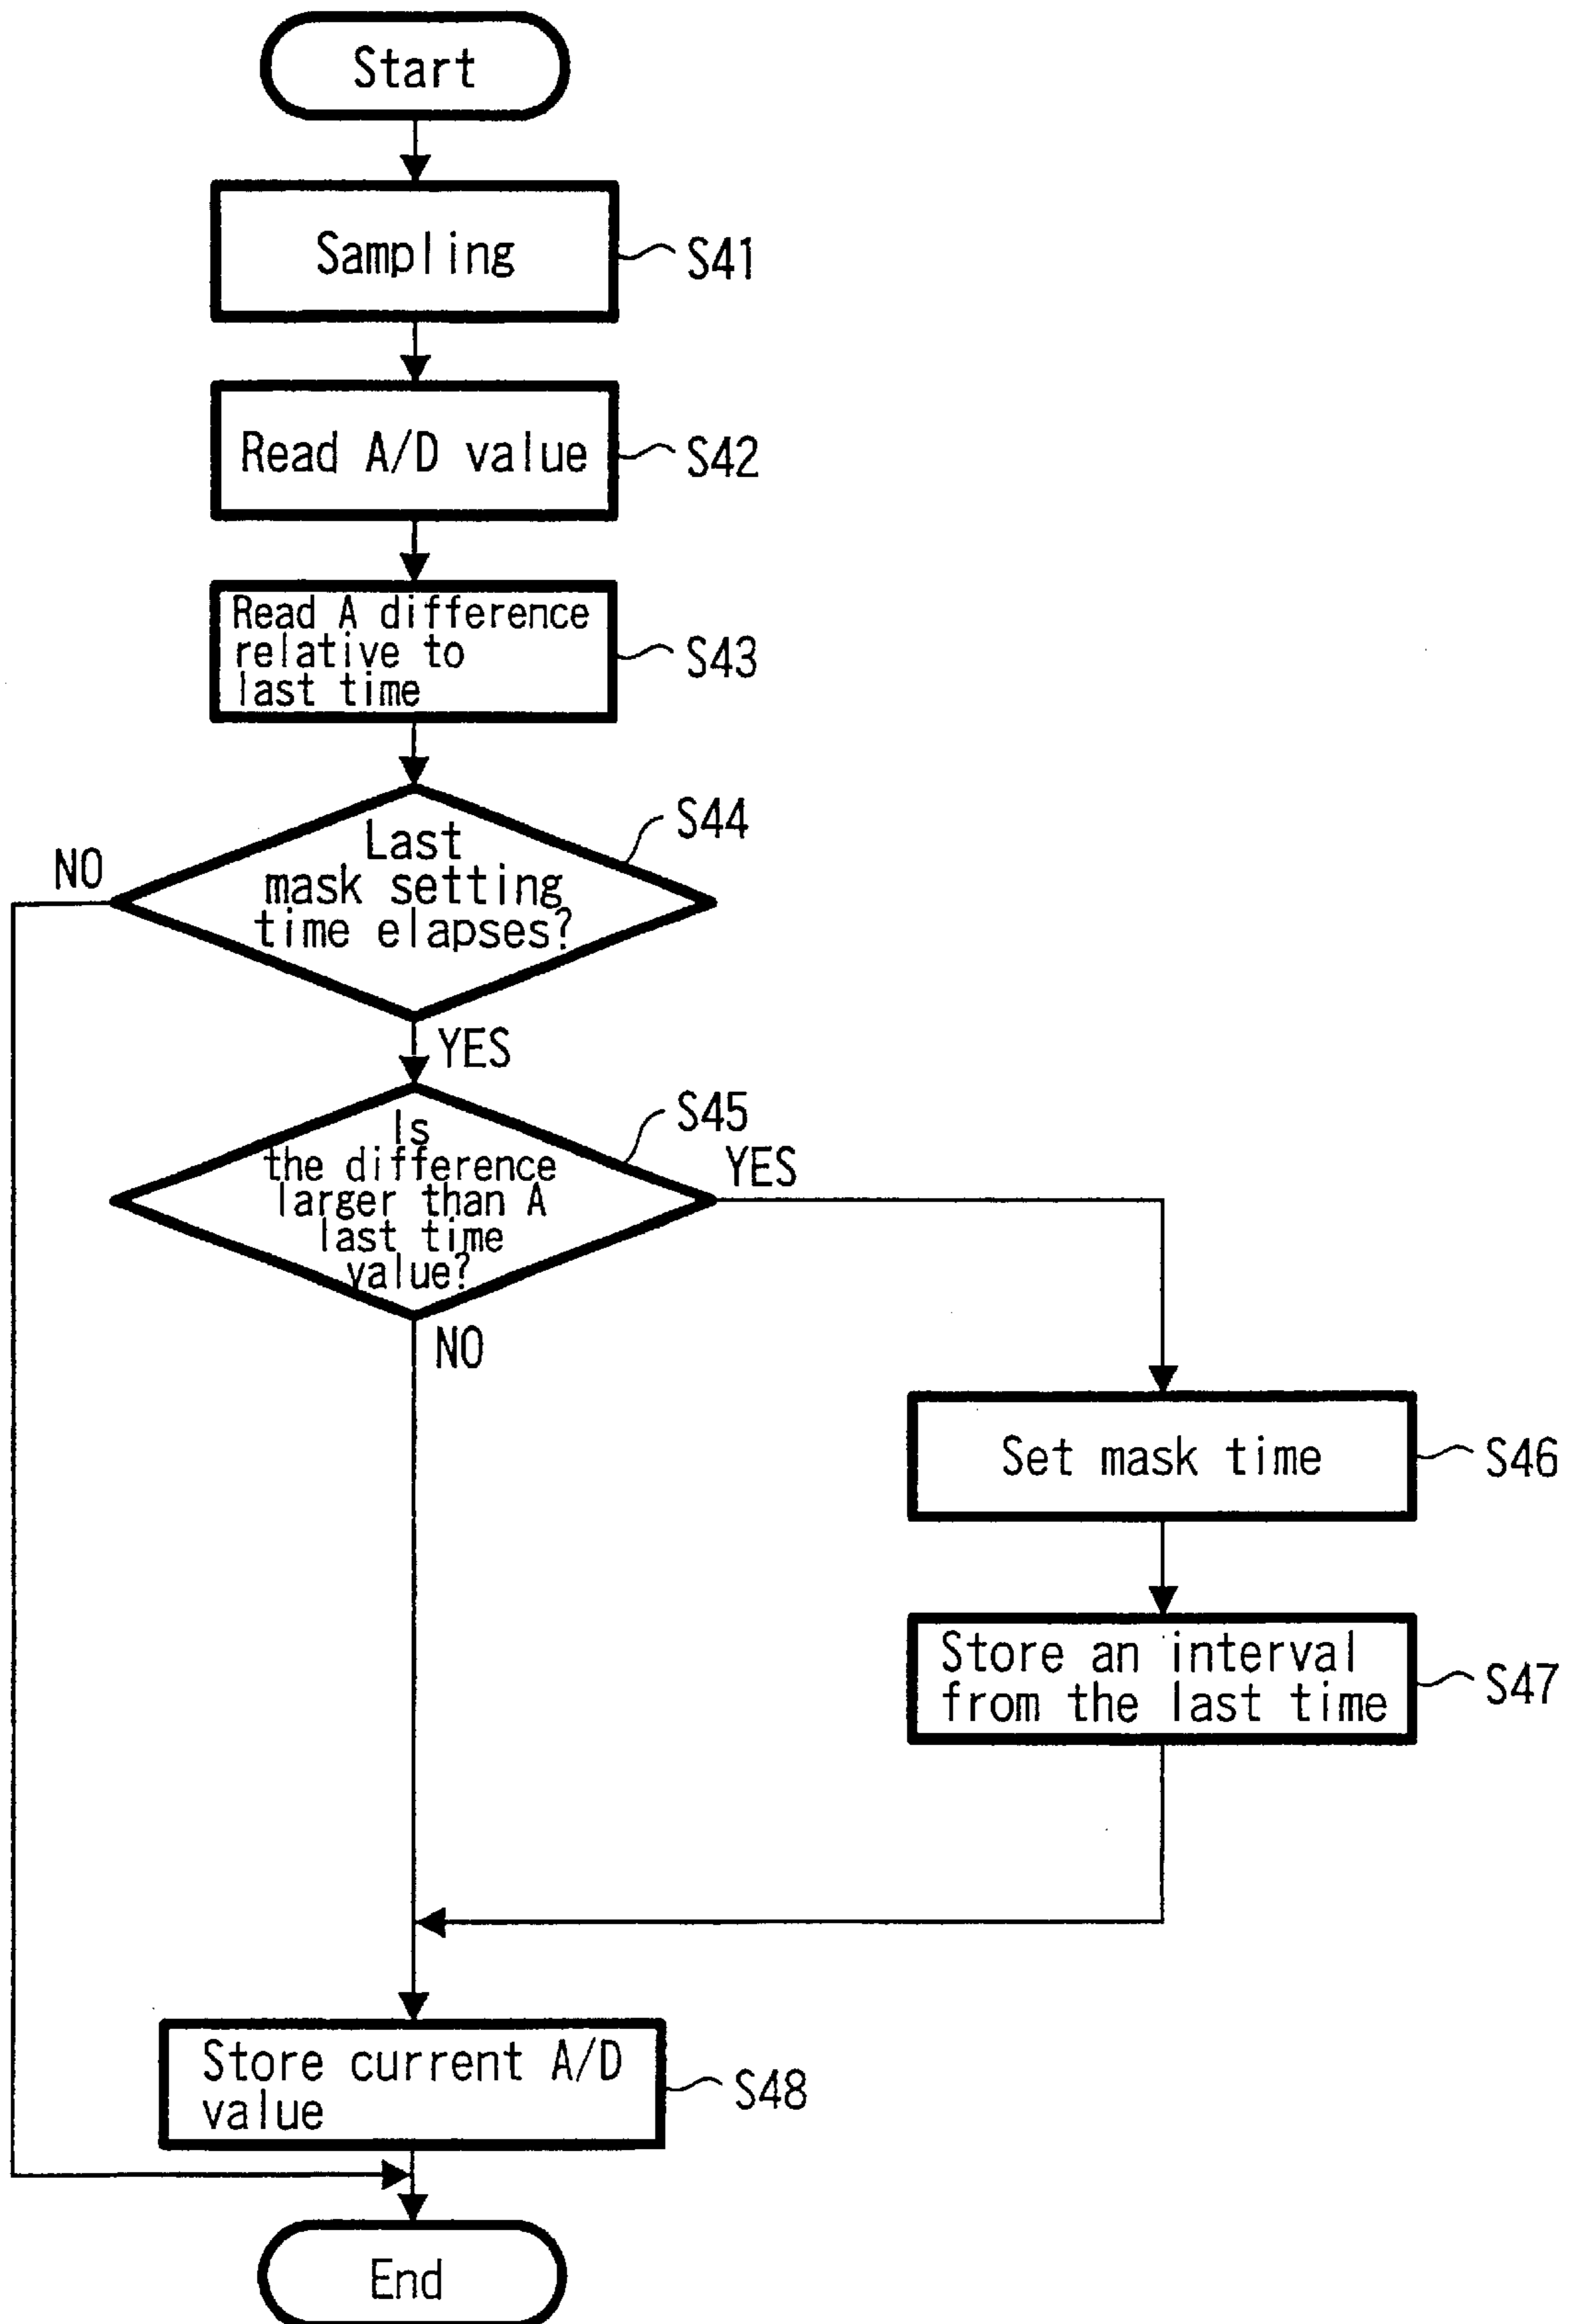 Start
Sampling
S41
Read A/D value
S42
Read A difference
relative to
last time
S43
S44
Last
mask setting
time elapses?
NO
YES
S45
Is
the difference
larger than A
last time
value?
YES
NO
Set mask time
S46
Store an interval
from the last time
S47
Store current A/D
value
S48
End